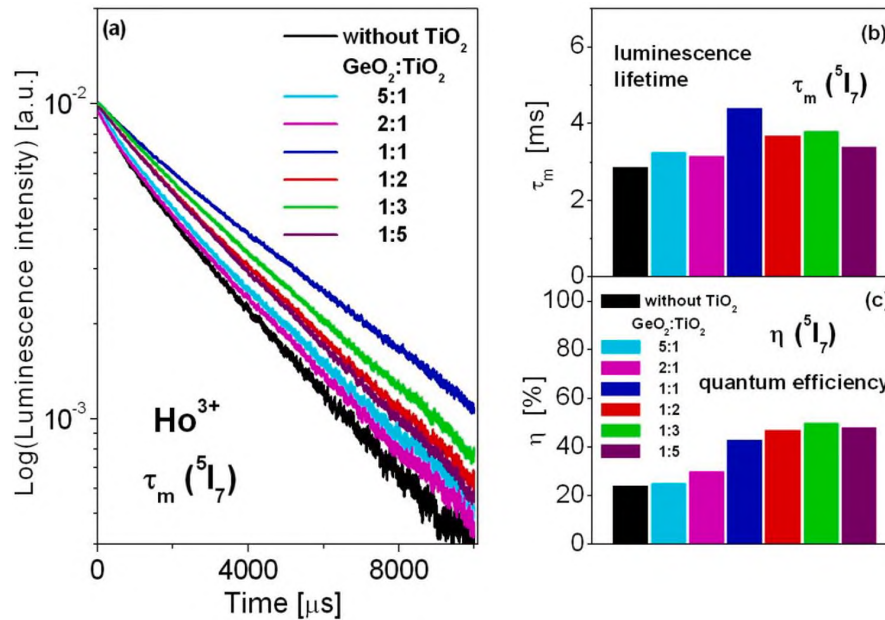 (a)
without TiO₂
GeO₂:TiO₂
5:1
2:1
1:1
1:2
1:3
1:5
10⁻²
10⁻³
Log(Luminescence intensity) [a.u.]
Ho³⁺
τₘ (⁵I₇)
0
4000
8000
Time [μs]
(b)
luminescence
lifetime
τₘ (⁵I₇)
6
4
2
0
τₘ [ms]
(c)
without TiO₂
GeO₂:TiO₂
5:1
2:1
1:1
1:2
1:3
1:5
η (⁵I₇)
quantum efficiency
100
80
60
40
20
0
η [%]